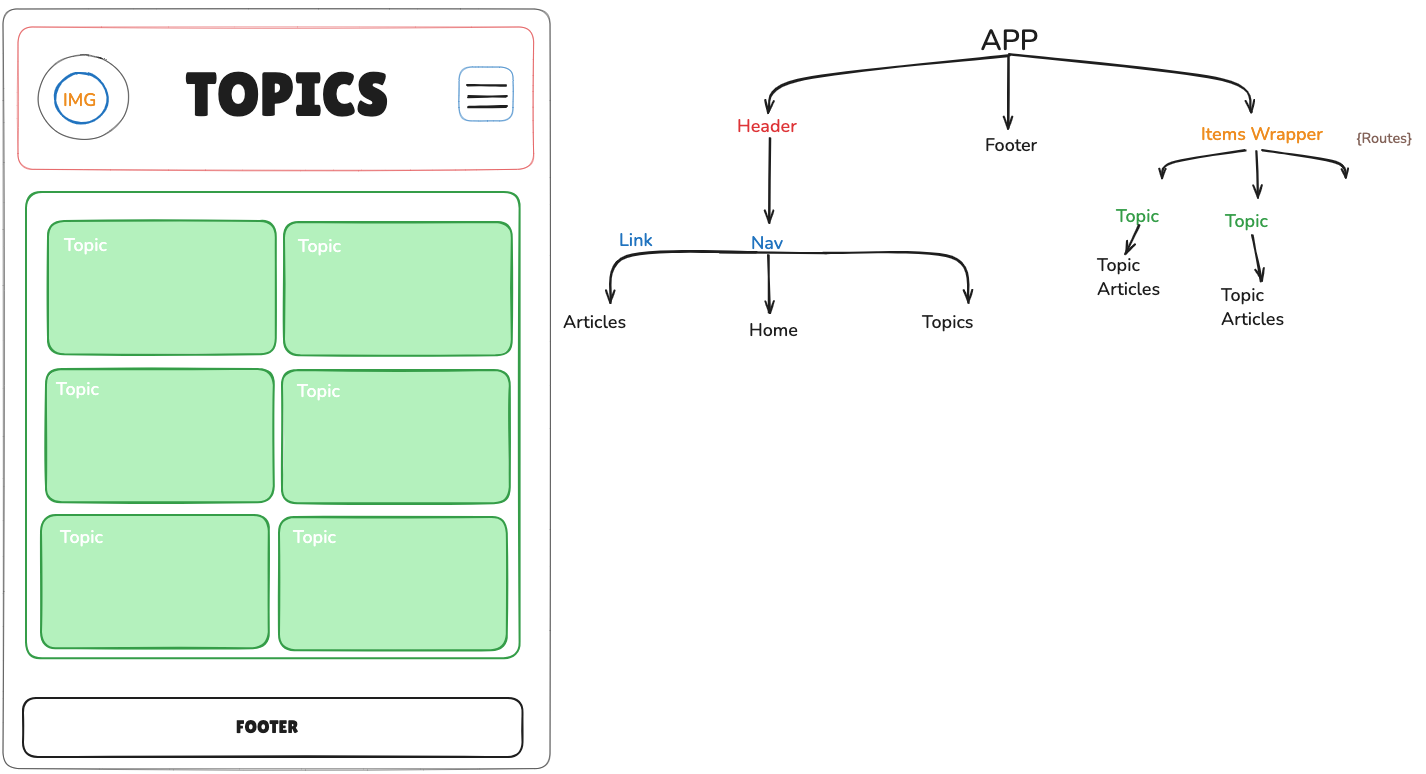 IMG
TOPICS
Topic
Topic
Topic
Topic
Topic
Topic
FOOTER
APP
Header
Footer
Items Wrapper
{Routes}
Link
Nav
Articles
Home
Topics
Topic
Topic
Articles
Topic
Topic
Articles